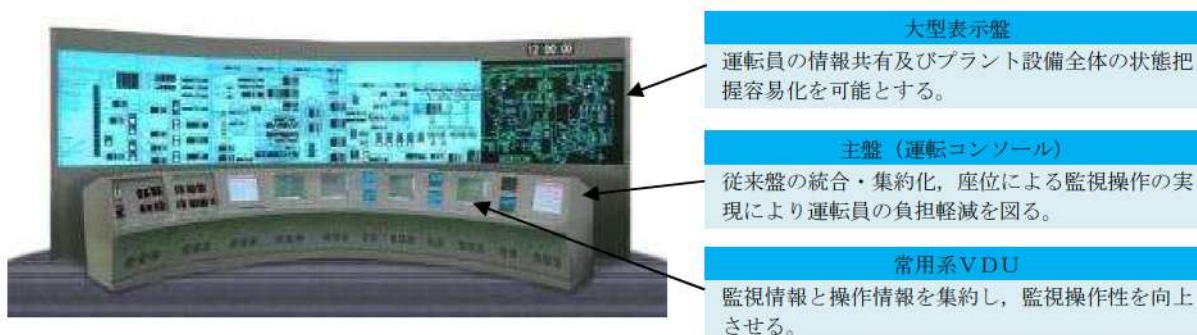 12:00:00
大型表示盤
運転員の情報共有及びプラント設備全体の状態把
握容易化を可能とする。
主盤（運転コンソール）
従来盤の統合・集約化，座位による監視操作の実
現により運転員の負担軽減を図る。
常用系ＶＤＵ
監視情報と操作情報を集約し，監視操作性を向上
させる。